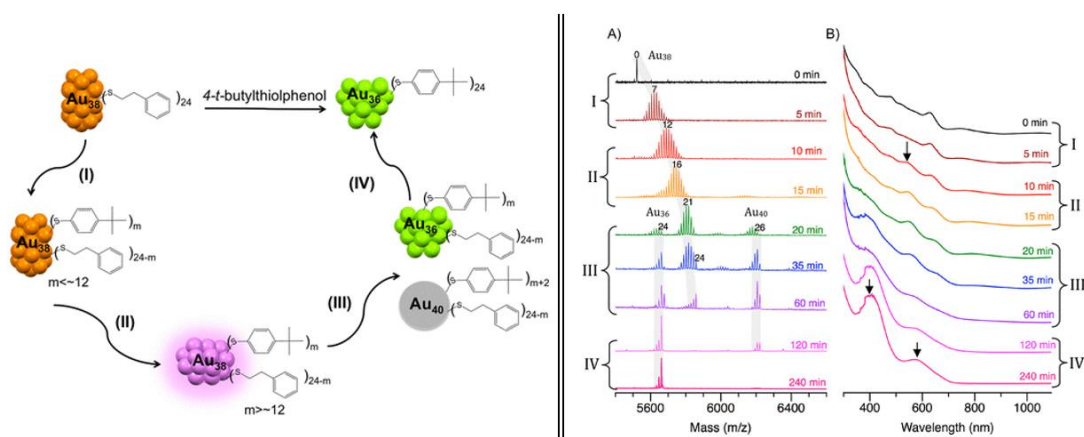 Au38
(S
)24
4-t-butylthiolphenol
Au36
(S
)24
(I)
(IV)
Au38
(S
)m
(S
)24-m
m<~12
Au36
(S
)m
(S
)24-m
(II)
(III)
Au40
(S
)m+2
(S
)24-m
Au38
(S
)m
(S
)24-m
m>~12
A)
0
Au38
0 min
I
7
5 min
12
10 min
II
16
15 min
Au36
21
Au40
24
26
20 min
III
24
35 min
60 min
120 min
IV
240 min
5600
6000
6400
Mass (m/z)
B)
0 min
I
5 min
10 min
II
15 min
20 min
35 min
III
60 min
120 min
IV
240 min
400
600
800
1000
Wavelength (nm)